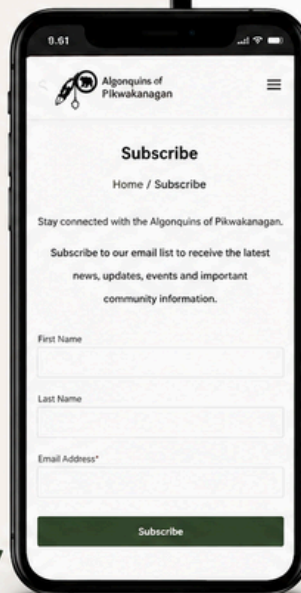 9:61
Algonquins of
Pikwakanagan
Subscribe
Home / Subscribe
Stay connected with the Algonquins of Pikwakanagan.
Subscribe to our email list to receive the latest
news, updates, events and important
community information.
First Name
Last Name
Email Address*
Subscribe